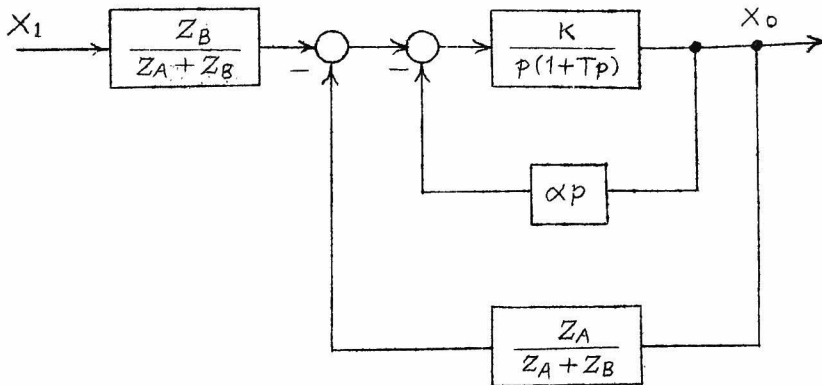 X₁
Z_B
Z_A + Z_B
−
−
K
p(1+Tp)
X₀
αp
Z_A
Z_A + Z_B